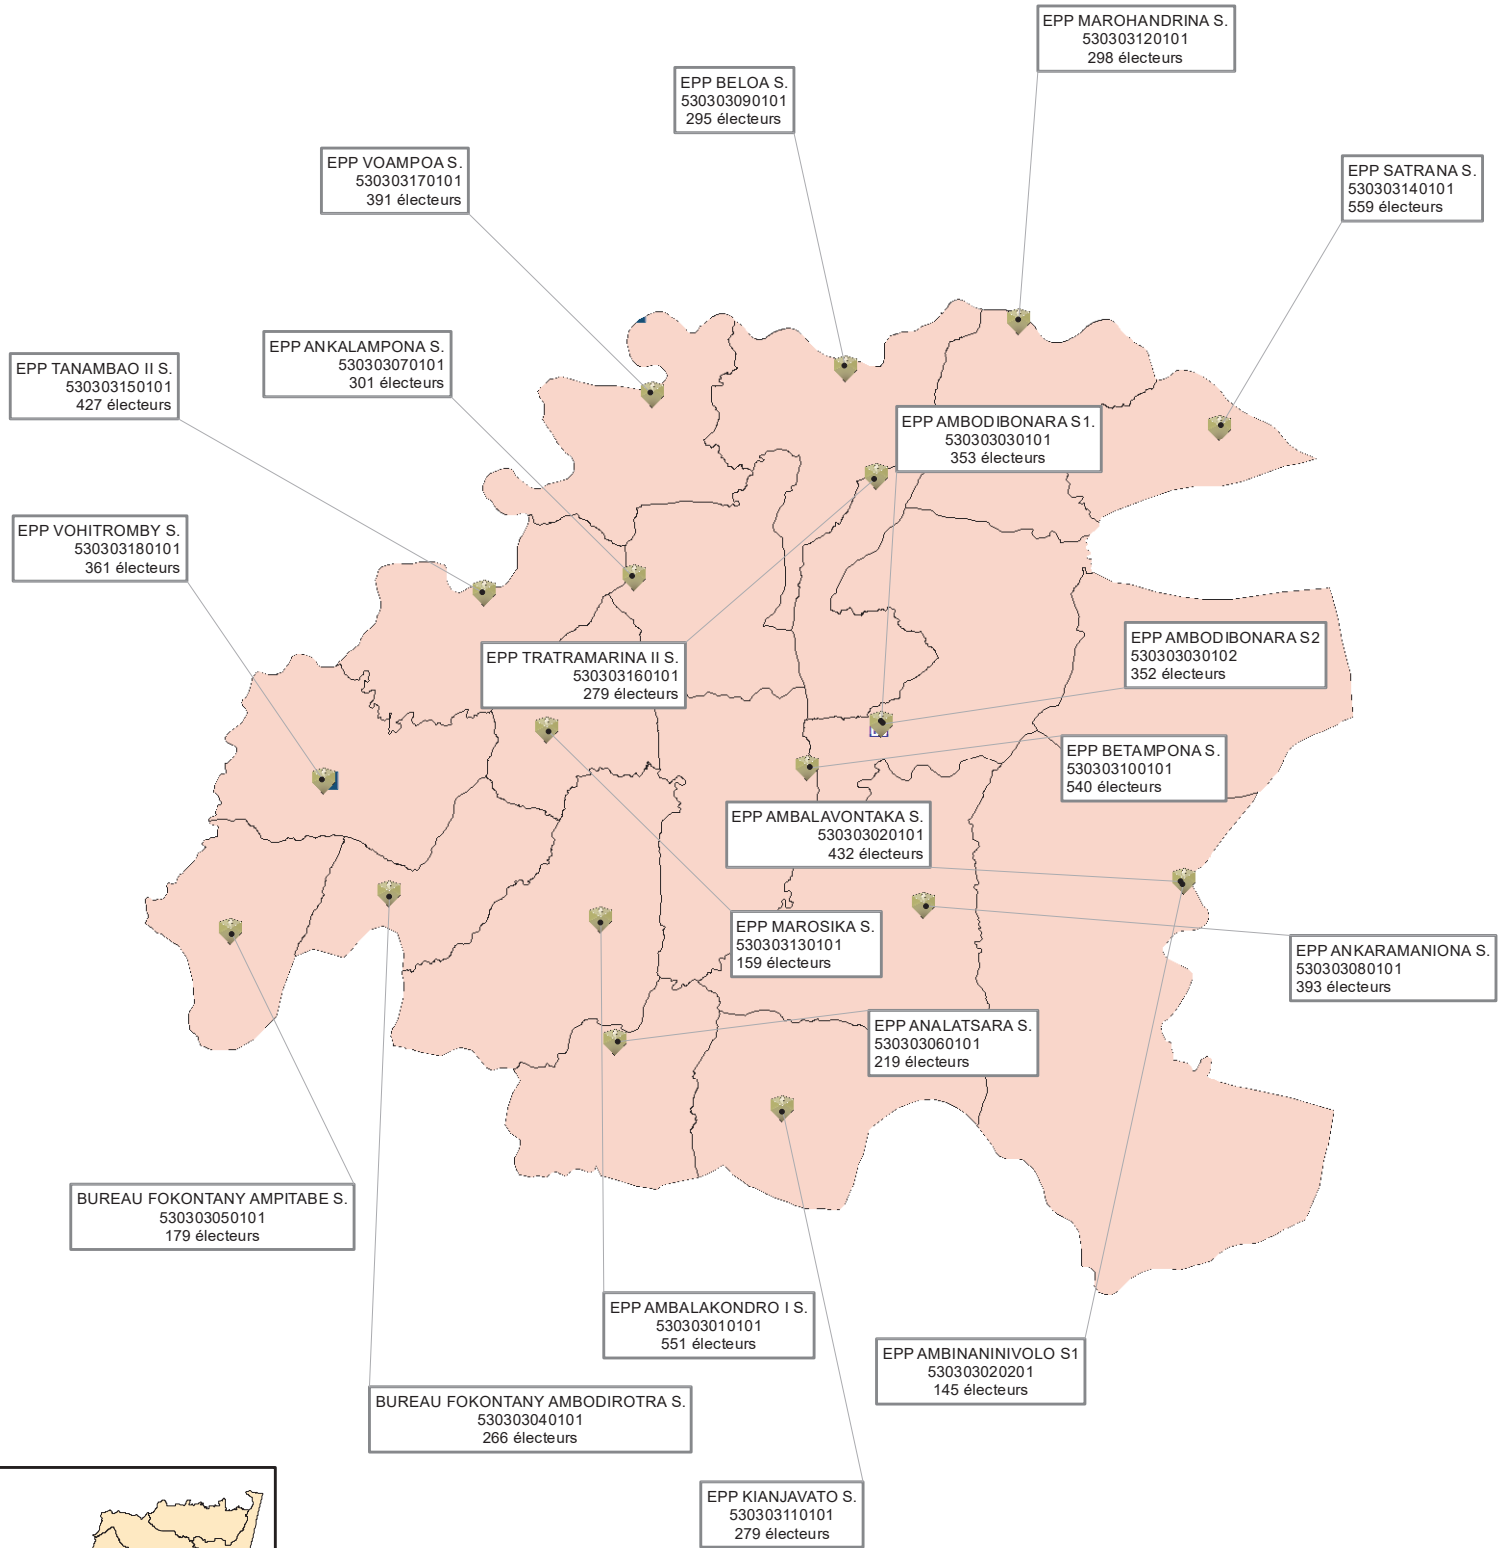 EPP MAROHANDRINA S.
530303120101
298 électeurs
EPP BELOA S.
530303090101
295 électeurs
EPP VOAMPOA S.
530303170101
391 électeurs
EPP SATRANA S.
530303140101
559 électeurs
EPP ANKALAMPONA S.
530303070101
301 électeurs
EPP TANAMBAO II S.
530303150101
427 électeurs
EPP AMBODIBONARA S1.
530303030101
353 électeurs
EPP VOHITROMBY S.
530303180101
361 électeurs
EPP AMBODIBONARA S2
530303030102
352 électeurs
EPP TRATRAMARINA II S.
530303160101
279 électeurs
EPP BETAMPONA S.
530303100101
540 électeurs
EPP AMBALAVONTAKA S.
530303020101
432 électeurs
EPP MAROSIKA S.
530303130101
159 électeurs
EPP ANKARAMANIONA S.
530303080101
393 électeurs
EPP ANALATSARA S.
530303060101
219 électeurs
BUREAU FOKONTANY AMPITABE S.
530303050101
179 électeurs
EPP AMBALAKONDRO I S.
530303010101
551 électeurs
EPP AMBINANINIVOLO S1
530303020201
145 électeurs
BUREAU FOKONTANY AMBODIROTRA S.
530303040101
266 électeurs
EPP KIANJAVATO S.
530303110101
279 électeurs